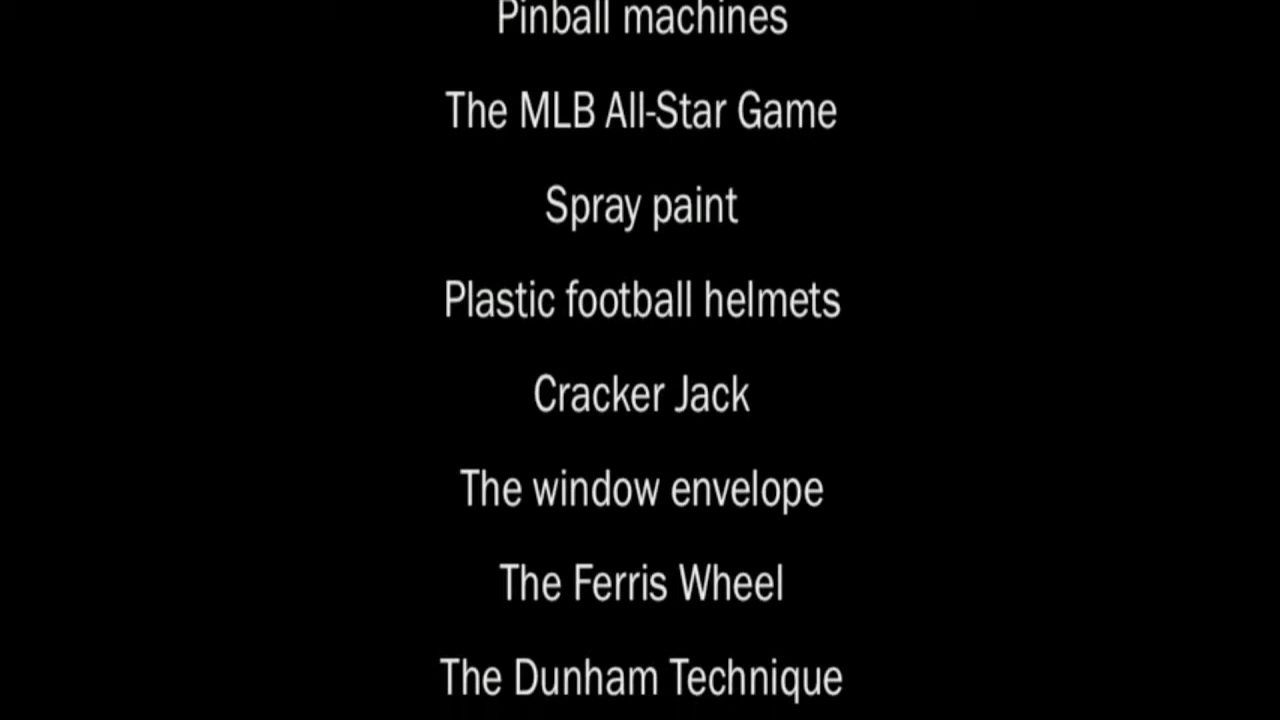 Pinball machines
The MLB All-Star Game
Spray paint
Plastic football helmets
Cracker Jack
The window envelope
The Ferris Wheel
The Dunham Technique